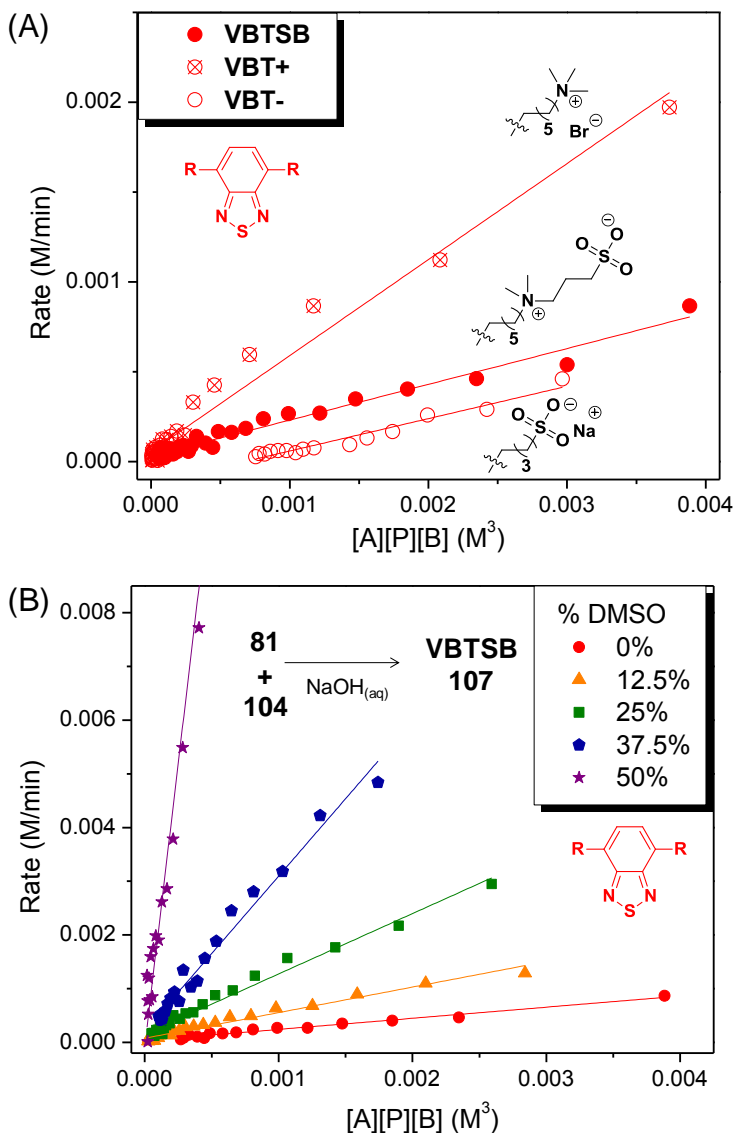 (A)
VBTSB
VBT+
VBT-
R R
N N
S
N
⊕
5 Br⊖
⊖
O O
S
N O
⊕
5
O ⊖
S O Na ⊕
O
3
0.002
0.001
0.000
Rate (M/min)
0.000 0.001 0.002 0.003 0.004
[A][P][B] (M³)
(B)
81
+
104
NaOH(aq)
VBTSB
107
% DMSO
0%
12.5%
25%
37.5%
50%
R R
N N
S
0.008
0.006
0.004
0.002
0.000
Rate (M/min)
0.000 0.001 0.002 0.003 0.004
[A][P][B] (M³)